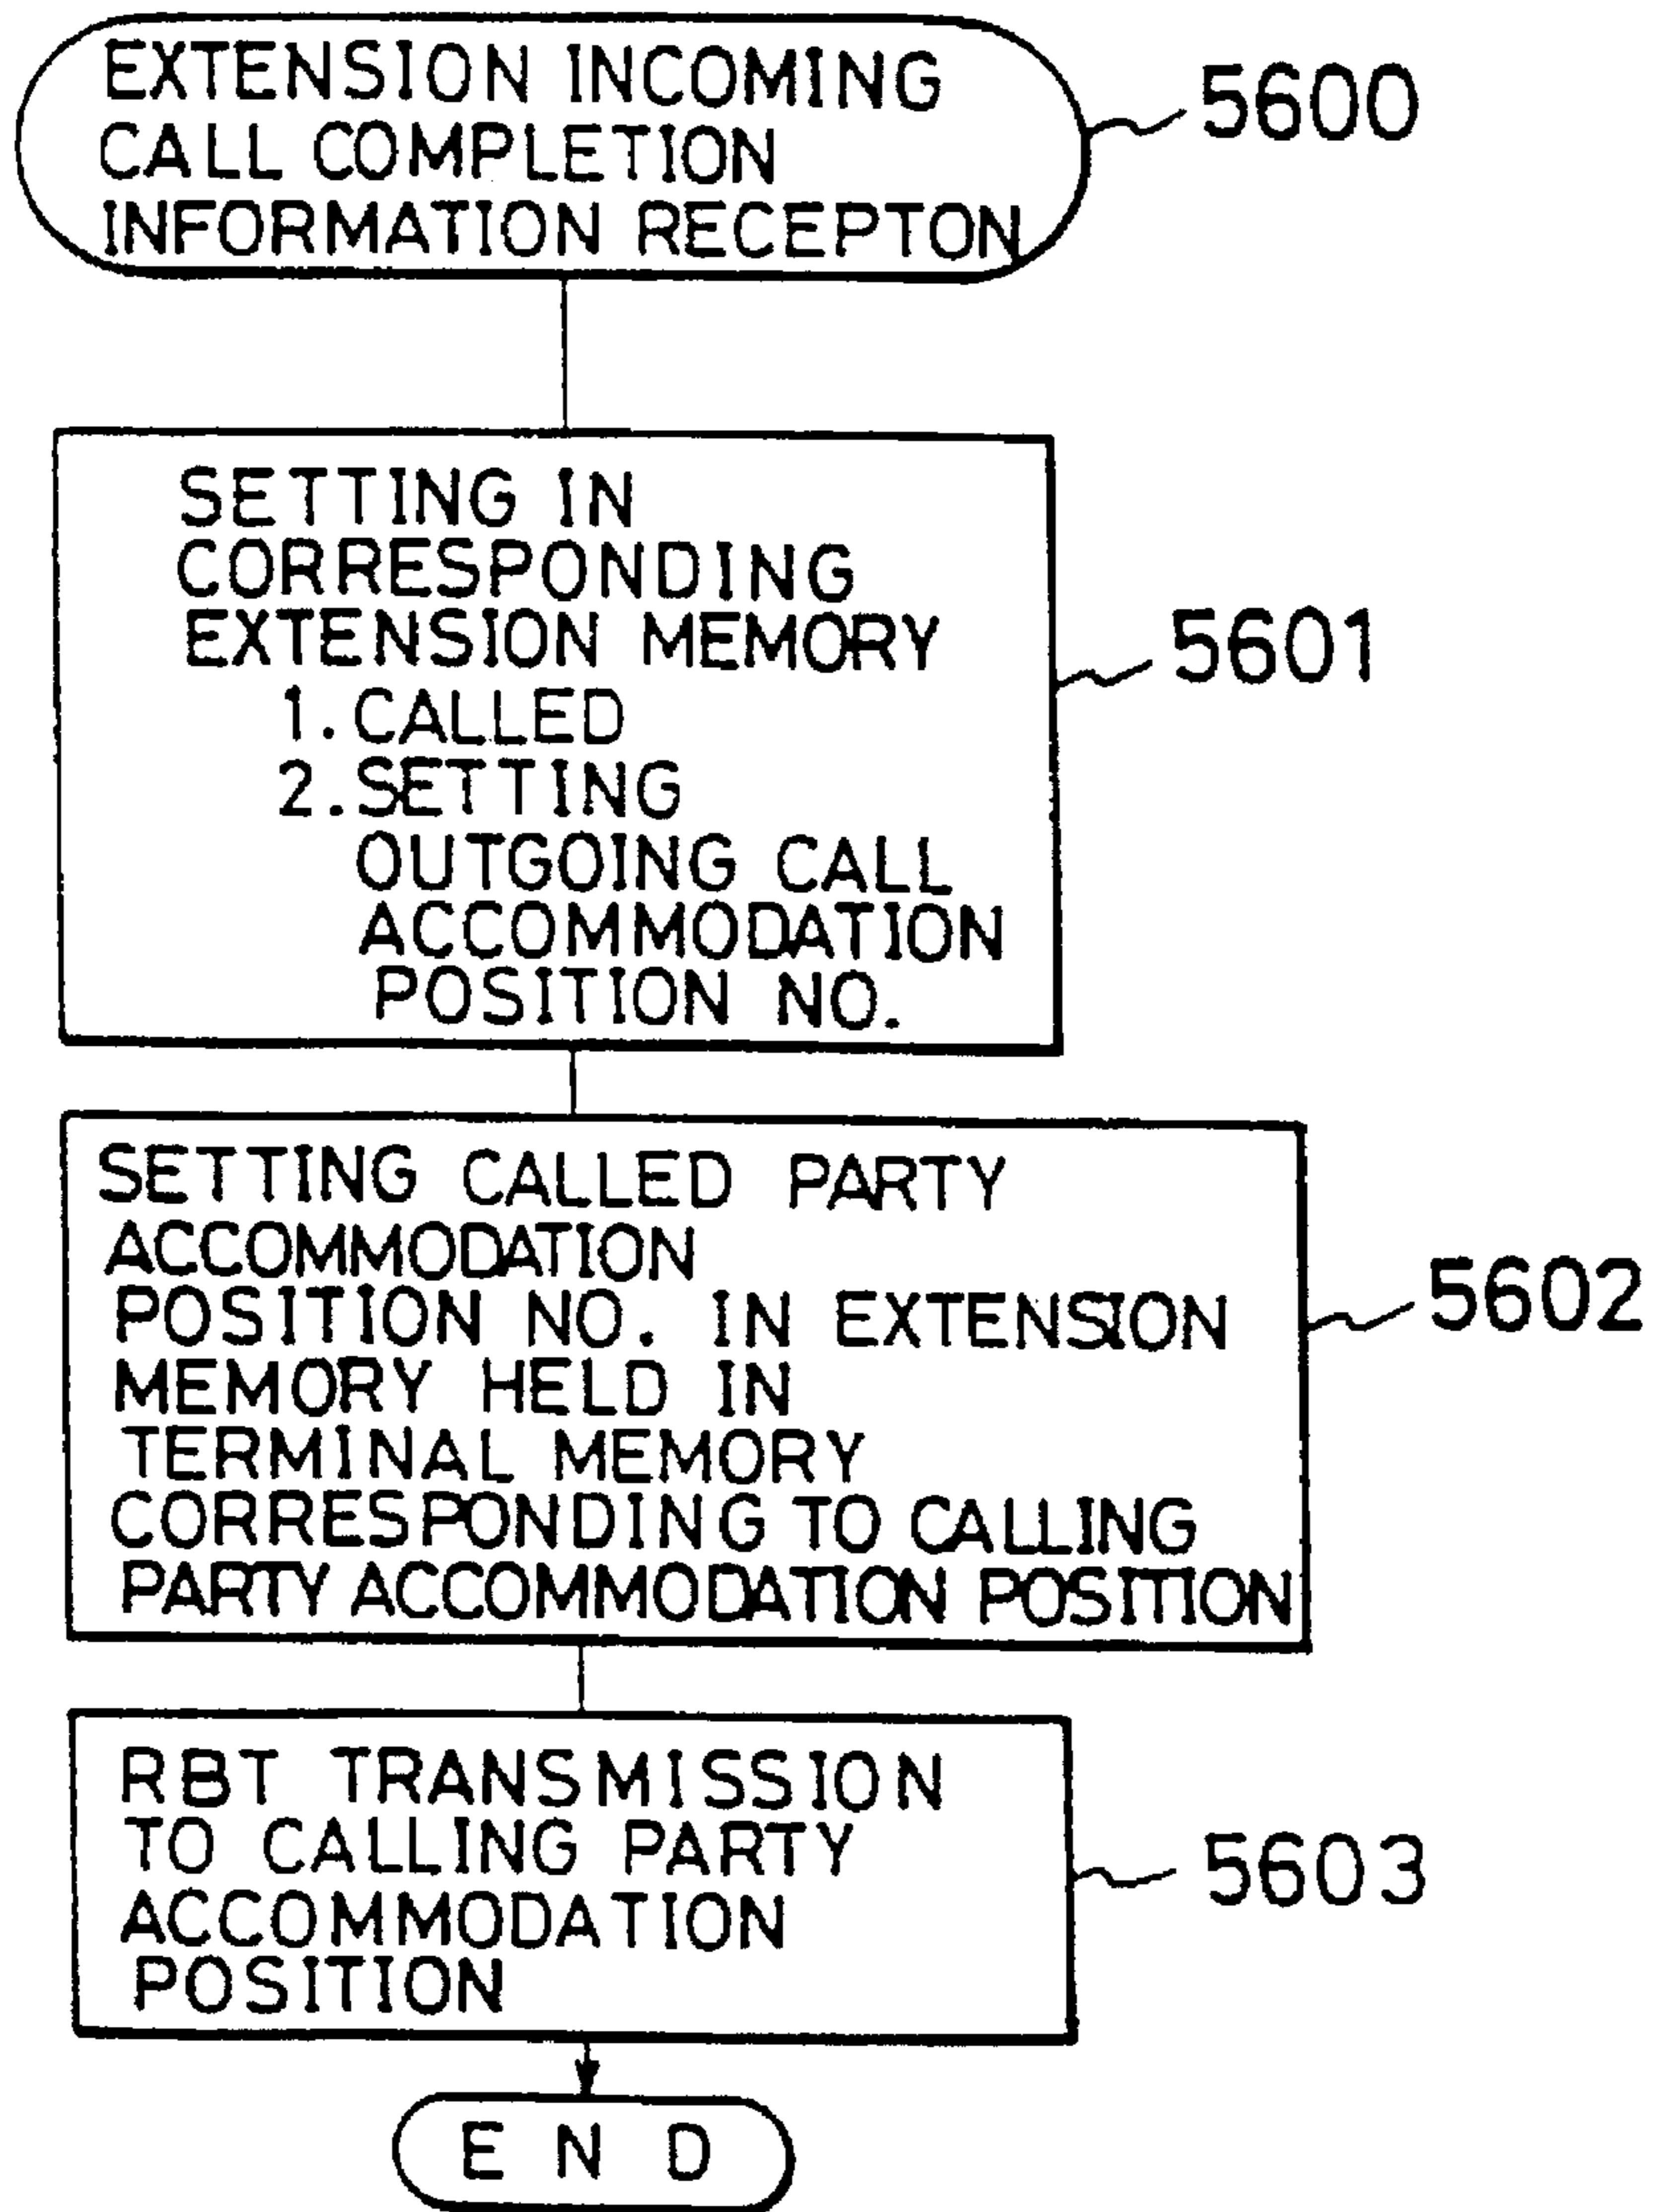 EXTENSION INCOMING
CALL COMPLETION
INFORMATION RECEPTON
5600
SETTING IN
CORRESPONDING
EXTENSION MEMORY
1. CALLED
2. SETTING
OUTGOING CALL
ACCOMMODATION
POSITION NO.
5601
SETTING CALLED PARTY
ACCOMMODATION
POSITION NO. IN EXTENSION
MEMORY HELD IN
TERMINAL MEMORY
CORRESPONDING TO CALLING
PARTY ACCOMMODATION POSITION
5602
RBT TRANSMISSION
TO CALLING PARTY
ACCOMMODATION
POSITION
5603
END